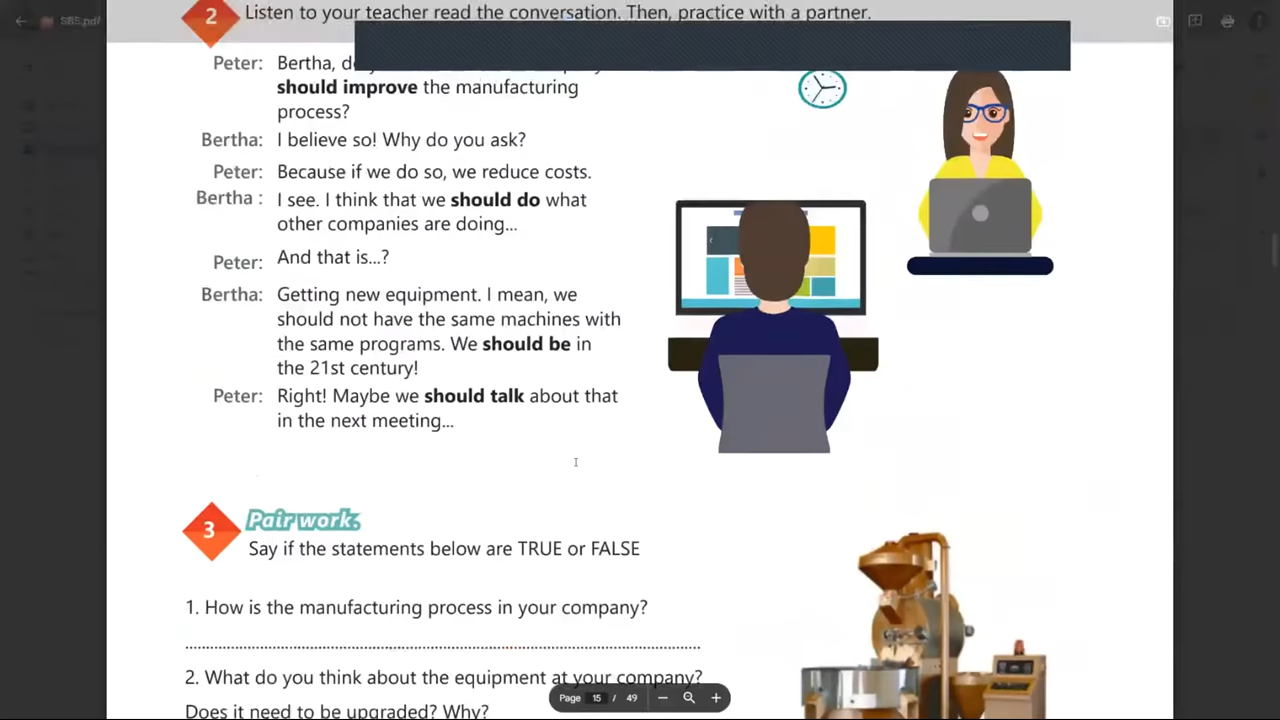 SBS.pdf
2 Listen to your teacher read the conversation. Then, practice with a partner.
Peter: Bertha,
should improve the manufacturing
process?
Bertha: I believe so! Why do you ask?
Peter: Because if we do so, we reduce costs.
Bertha : I see. I think that we should do what
other companies are doing...
Peter: And that is...?
Bertha: Getting new equipment. I mean, we
should not have the same machines with
the same programs. We should be in
the 21st century!
Peter: Right! Maybe we should talk about that
in the next meeting...
3 Pair work.
Say if the statements below are TRUE or FALSE
1. How is the manufacturing process in your company?
2. What do you think about the equipment at your company?
Does it need to be upgraded? Why?
Page 15 / 49